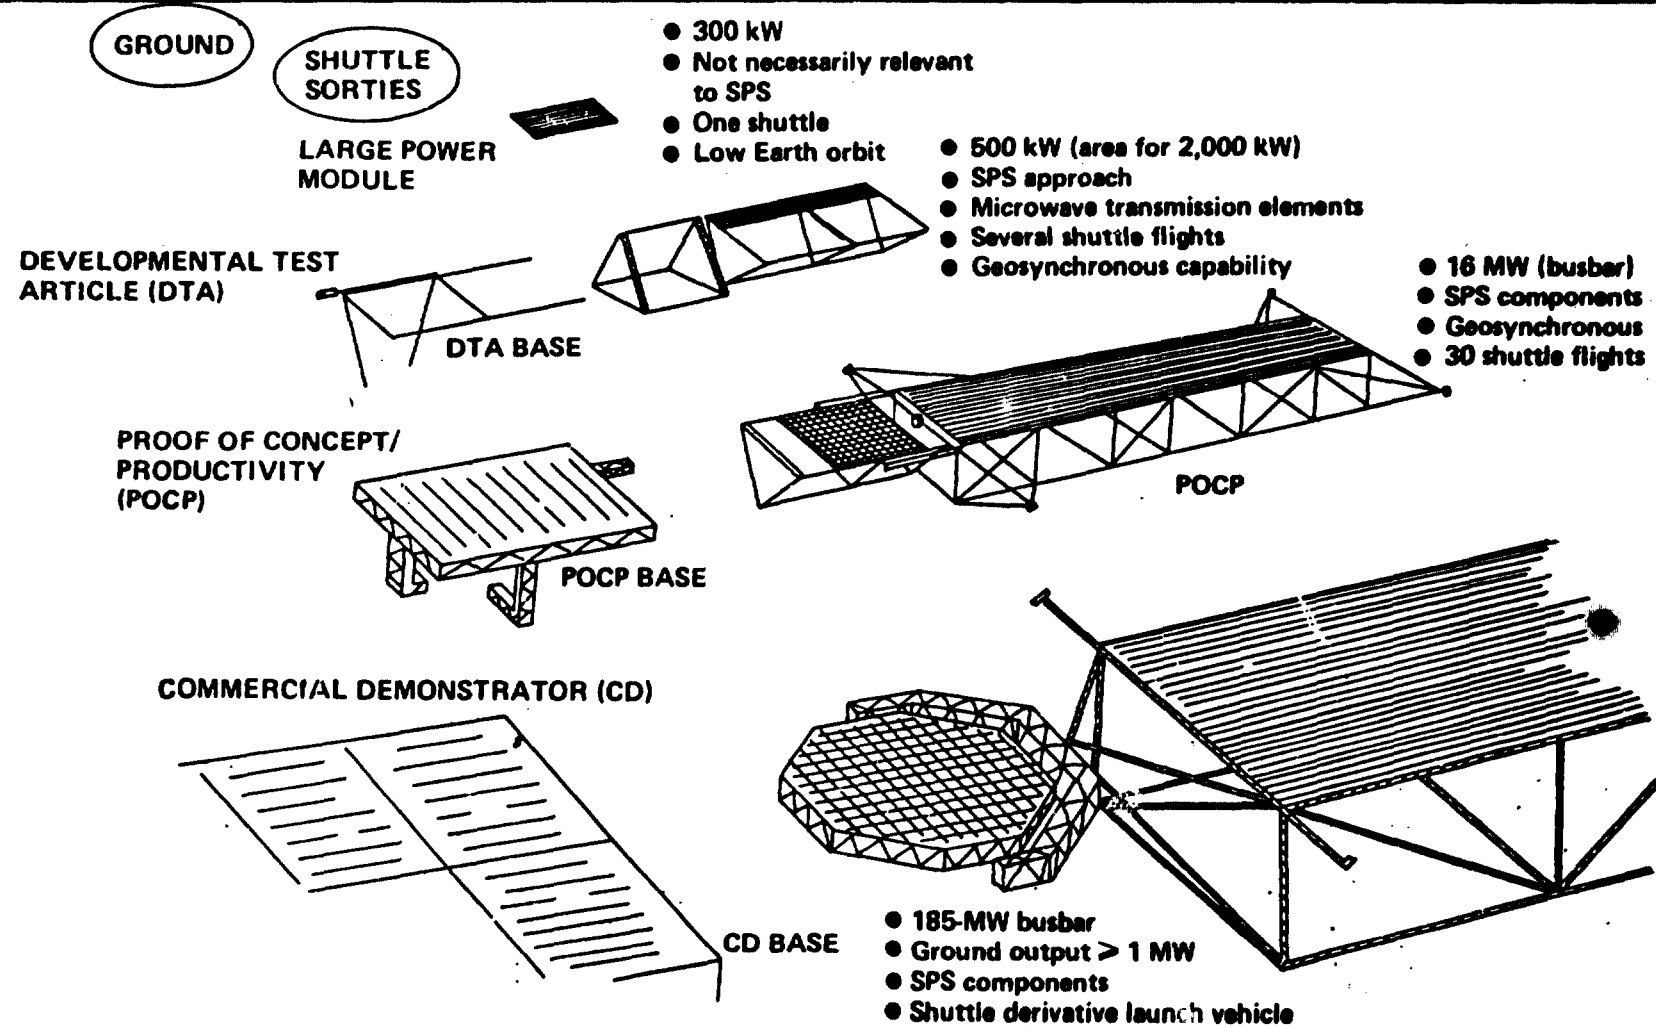 GROUND
SHUTTLE
SORTIES
LARGE POWER
MODULE
● 300 kW
● Not necessarily relevant
to SPS
● One shuttle
● Low Earth orbit
● 500 kW (area for 2,000 kW)
● SPS approach
● Microwave transmission elements
● Several shuttle flights
● Geosynchronous capability
DEVELOPMENTAL TEST
ARTICLE (DTA)
DTA BASE
● 16 MW (busbar)
● SPS components
● Geosynchronous
● 30 shuttle flights
PROOF OF CONCEPT/
PRODUCTIVITY
(POCP)
POCP
POCP BASE
COMMERCIAL DEMONSTRATOR (CD)
CD BASE
● 185-MW busbar
● Ground output ≥ 1 MW
● SPS components
● Shuttle derivative launch vehicle